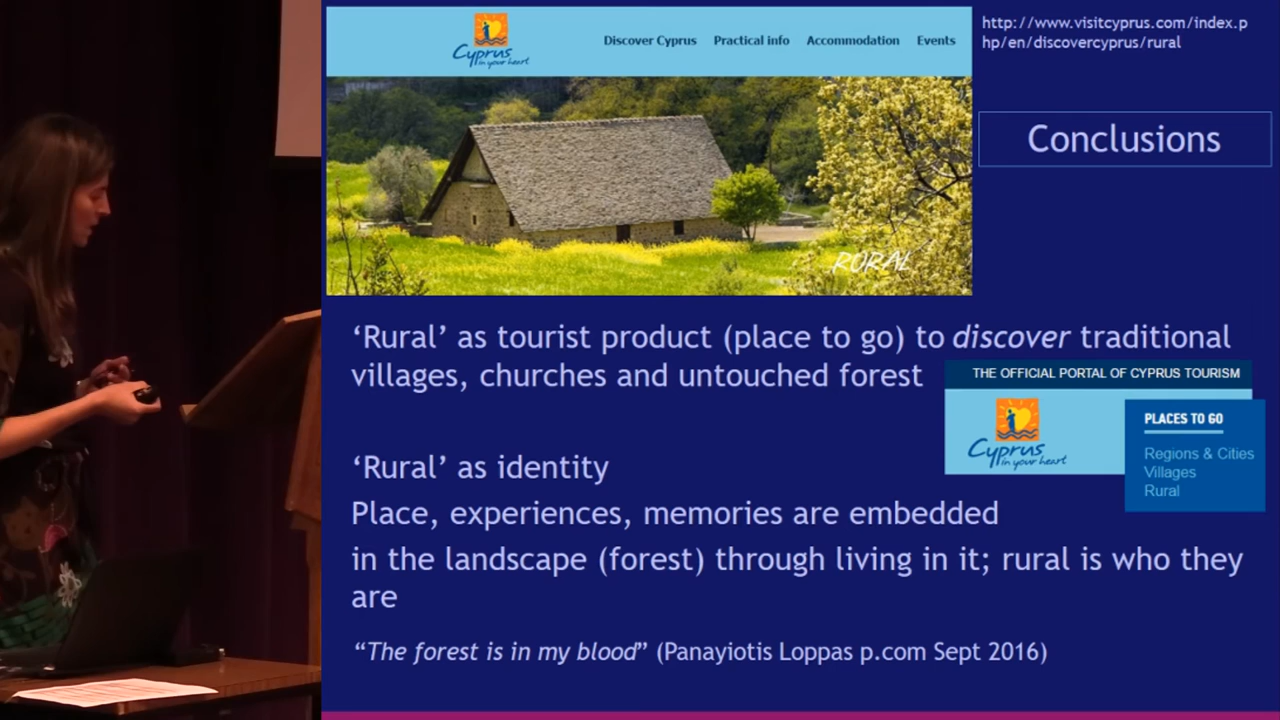 Cyprus
in your heart
Discover Cyprus Practical info Accommodation Events
http://www.visitcyprus.com/index.p
hp/en/discovercyprus/rural
Conclusions
RURAL
‘Rural’ as tourist product (place to go) to discover traditional
villages, churches and untouched forest
THE OFFICIAL PORTAL OF CYPRUS TOURISM
Cyprus
in your heart
PLACES TO GO
Regions & Cities
Villages
Rural
‘Rural’ as identity
Place, experiences, memories are embedded
in the landscape (forest) through living in it; rural is who they
are
“The forest is in my blood” (Panayiotis Loppas p.com Sept 2016)